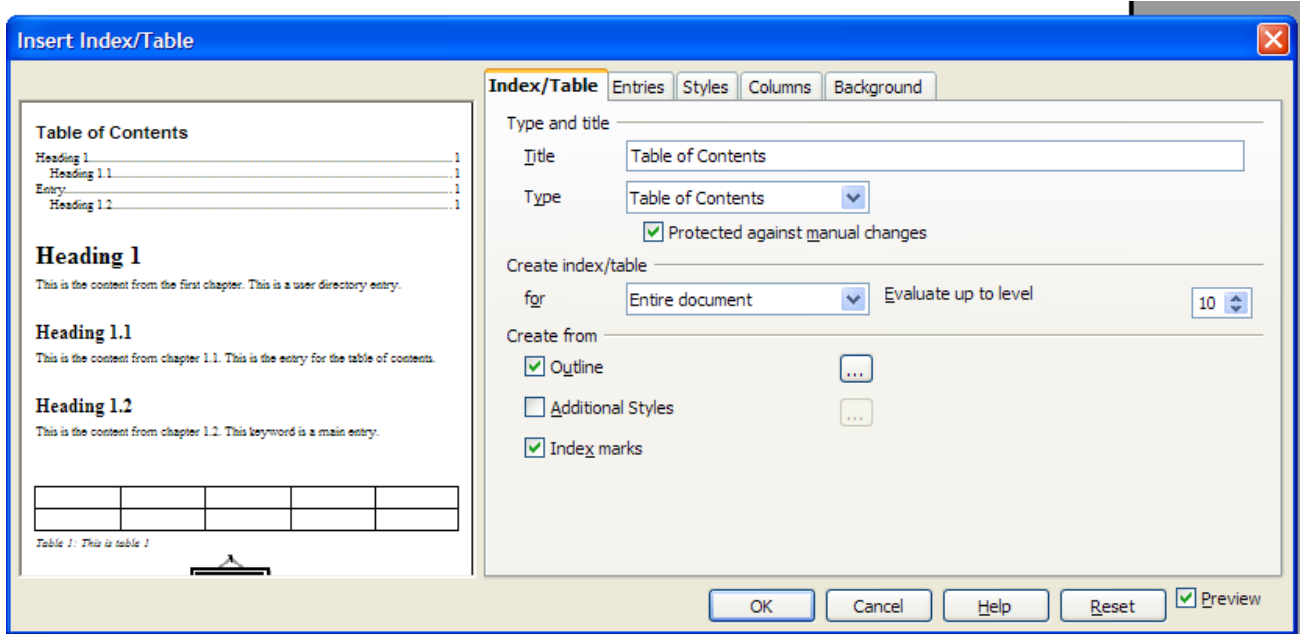 Insert Index/Table
Table of Contents
Heading 1 1
Heading 1.1 1
Entry 1
Heading 1.2 1
Heading 1
This is the content from the first chapter. This is a user directory entry.
Heading 1.1
This is the content from chapter 1.1. This is the entry for the table of contents.
Heading 1.2
This is the content from chapter 1.2. This keyword is a main entry.
Table 1: This is table 1
Index/Table Entries Styles Columns Background
Type and title
Title Table of Contents
Type Table of Contents
Protected against manual changes
Create index/table
for Entire document Evaluate up to level 10
Create from
Outline ...
Additional Styles ...
Index marks
OK Cancel Help Reset Preview